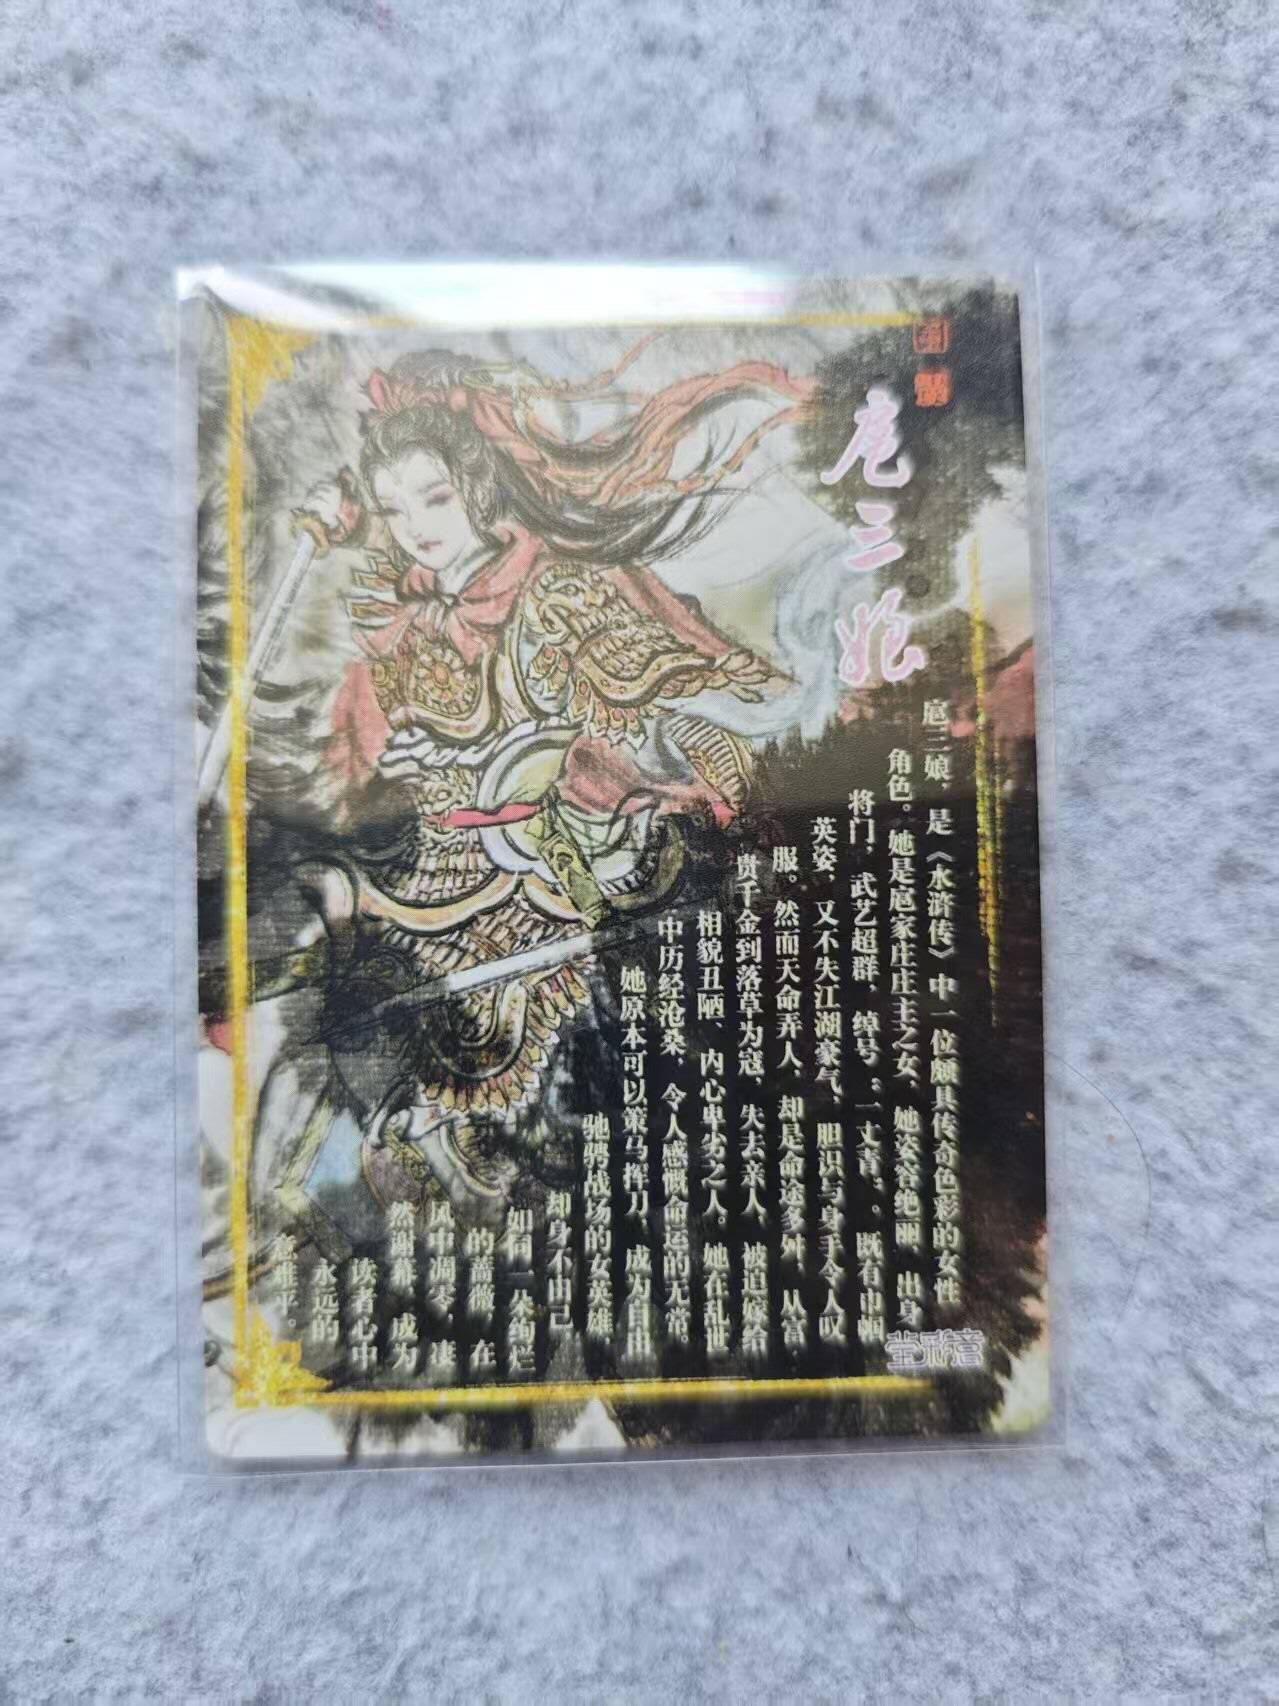 扈三娘
扈三娘，是《水浒传》中一位颇具传奇色彩的女性
角色。她是扈家庄庄主之女，她姿容绝丽、出身
将门，武艺超群，绰号：一丈青；。既有巾帼
英姿，又不失江湖豪气，胆识与身手令人叹
服。然而天命弄人，却是命途多舛，从富
贵千金到落草为寇，失去亲人，被迫嫁给
相貌丑陋、内心卑劣之人。她在乱世
中历经沧桑，令人感慨命运的无常。
她原本可以策马挥刀，成为自由
驰骋战场的女英雄，
却身不由己，
如同一朵绚烂
的蔷薇，在
风中凋零，凄
然谢幕，成为
读者心中
永远的
意难平。